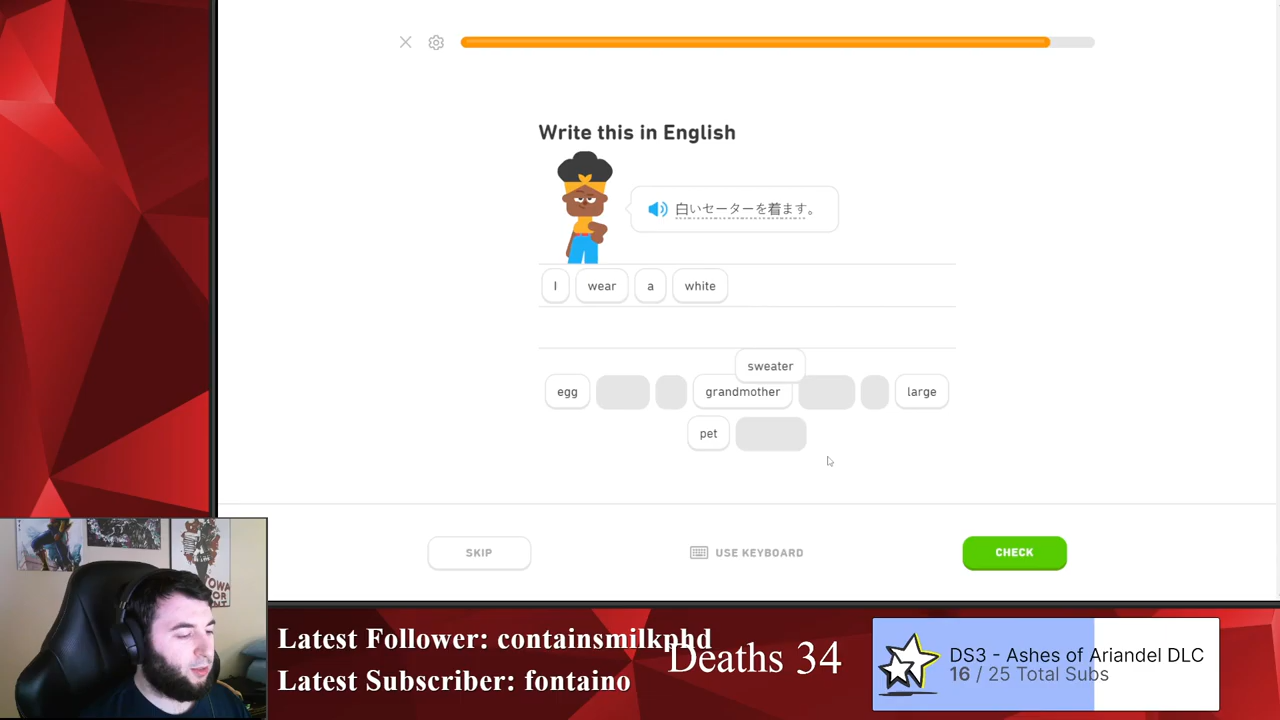 Write this in English
白いセーターを着ます。
I wear a white
sweater
egg grandmother large
pet
SKIP USE KEYBOARD CHECK
Latest Follower: containsmilkphd
Latest Subscriber: fontaino
Deaths 34
DS3 - Ashes of Ariandel DLC
16 / 25 Total Subs